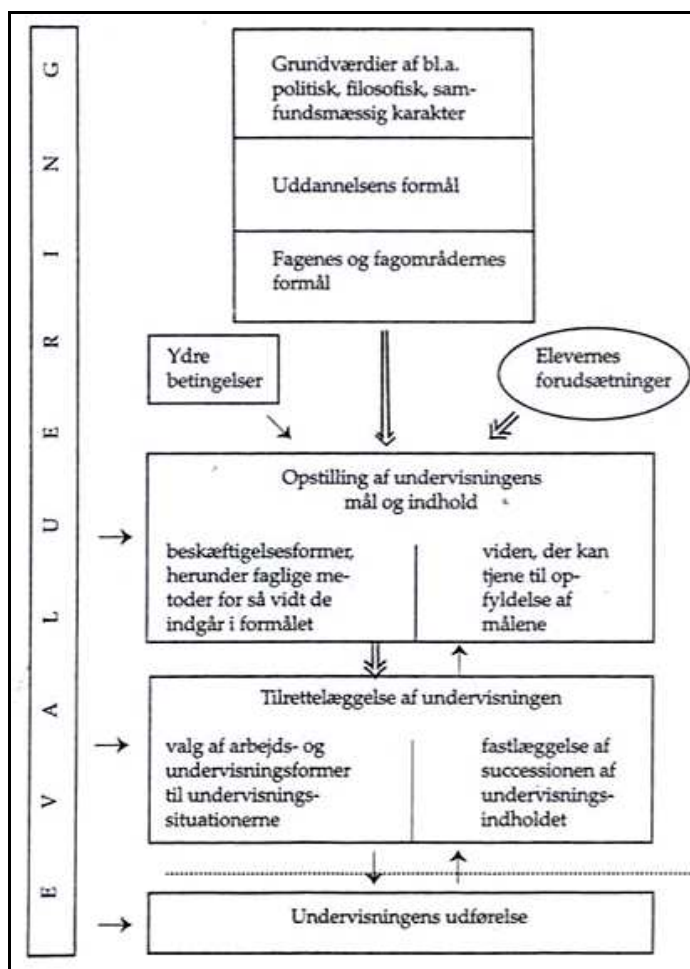 EVALUERING
Grundværdier af bl.a.
politisk, filosofisk, sam-
fundsmæssig karakter
Uddannelsens formål
Fagenes og fagområdernes
formål
Ydre
betingelser
Elevernes
forudsætninger
Opstilling af undervisningens
mål og indhold
beskæftigelsesformer,
herunder faglige me-
toder for så vidt de
indgår i formålet
viden, der kan
tjene til op-
fyldelse af
målene
Tilrettelæggelse af undervisningen
valg af arbejds- og
undervisningsformer
til undervisnings-
situationerne
fastlæggelse af
successionen af
undervisnings-
indholdet
Undervisningens udførelse